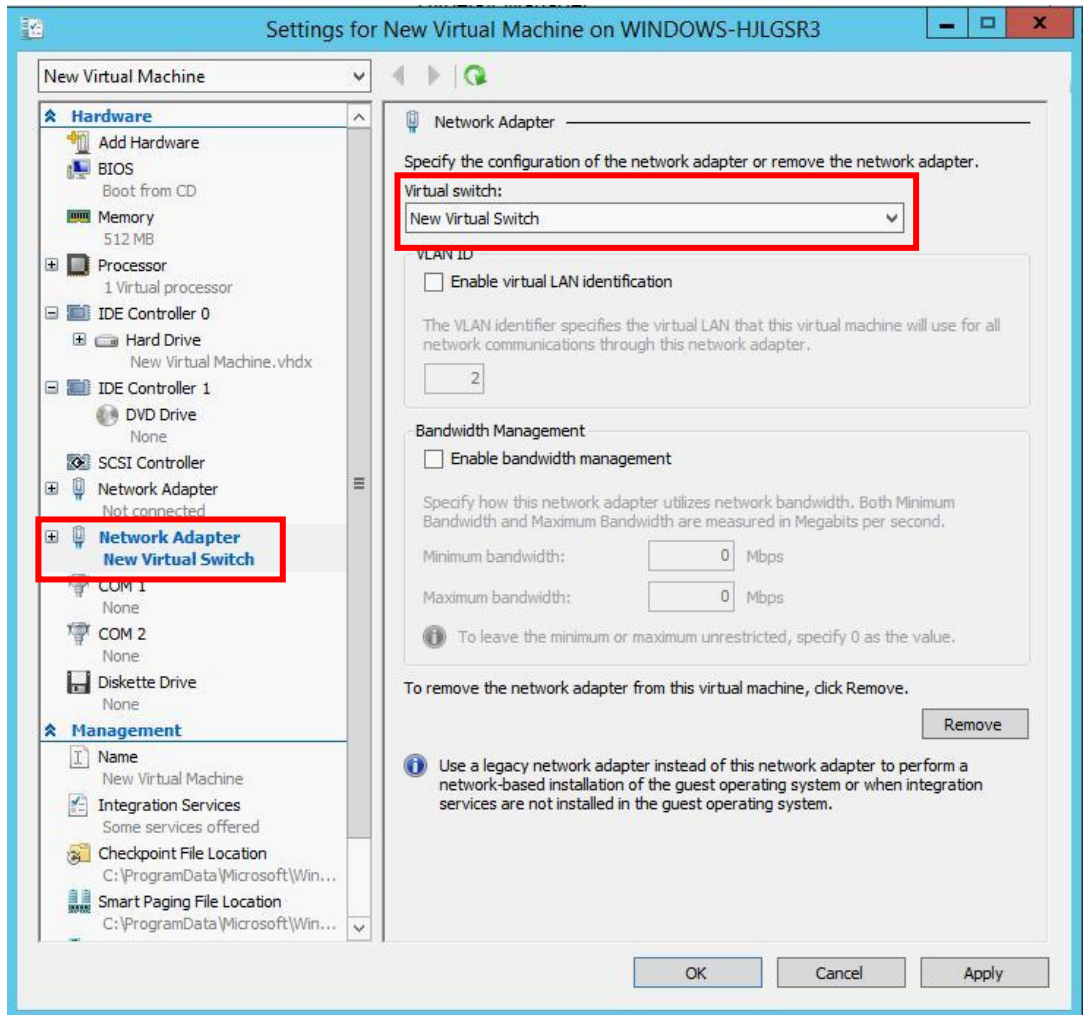 Settings for New Virtual Machine on WINDOWS-HJLGSR3
New Virtual Machine
Hardware
Add Hardware
BIOS
Boot from CD
Memory
512 MB
Processor
1 Virtual processor
IDE Controller 0
Hard Drive
New Virtual Machine.vhdx
IDE Controller 1
DVD Drive
None
SCSI Controller
Network Adapter
Not connected
Network Adapter
New Virtual Switch
COM 1
None
COM 2
None
Diskette Drive
None
Management
Name
New Virtual Machine
Integration Services
Some services offered
Checkpoint File Location
C:\ProgramData\Microsoft\Win...
Smart Paging File Location
C:\ProgramData\Microsoft\Win...
Network Adapter
Specify the configuration of the network adapter or remove the network adapter.
Virtual switch:
New Virtual Switch
VLAN ID
Enable virtual LAN identification
The VLAN identifier specifies the virtual LAN that this virtual machine will use for all
network communications through this network adapter.
2
Bandwidth Management
Enable bandwidth management
Specify how this network adapter utilizes network bandwidth. Both Minimum
Bandwidth and Maximum Bandwidth are measured in Megabits per second.
Minimum bandwidth: 0 Mbps
Maximum bandwidth: 0 Mbps
To leave the minimum or maximum unrestricted, specify 0 as the value.
To remove the network adapter from this virtual machine, click Remove.
Remove
Use a legacy network adapter instead of this network adapter to perform a
network-based installation of the guest operating system or when integration
services are not installed in the guest operating system.
OK Cancel Apply